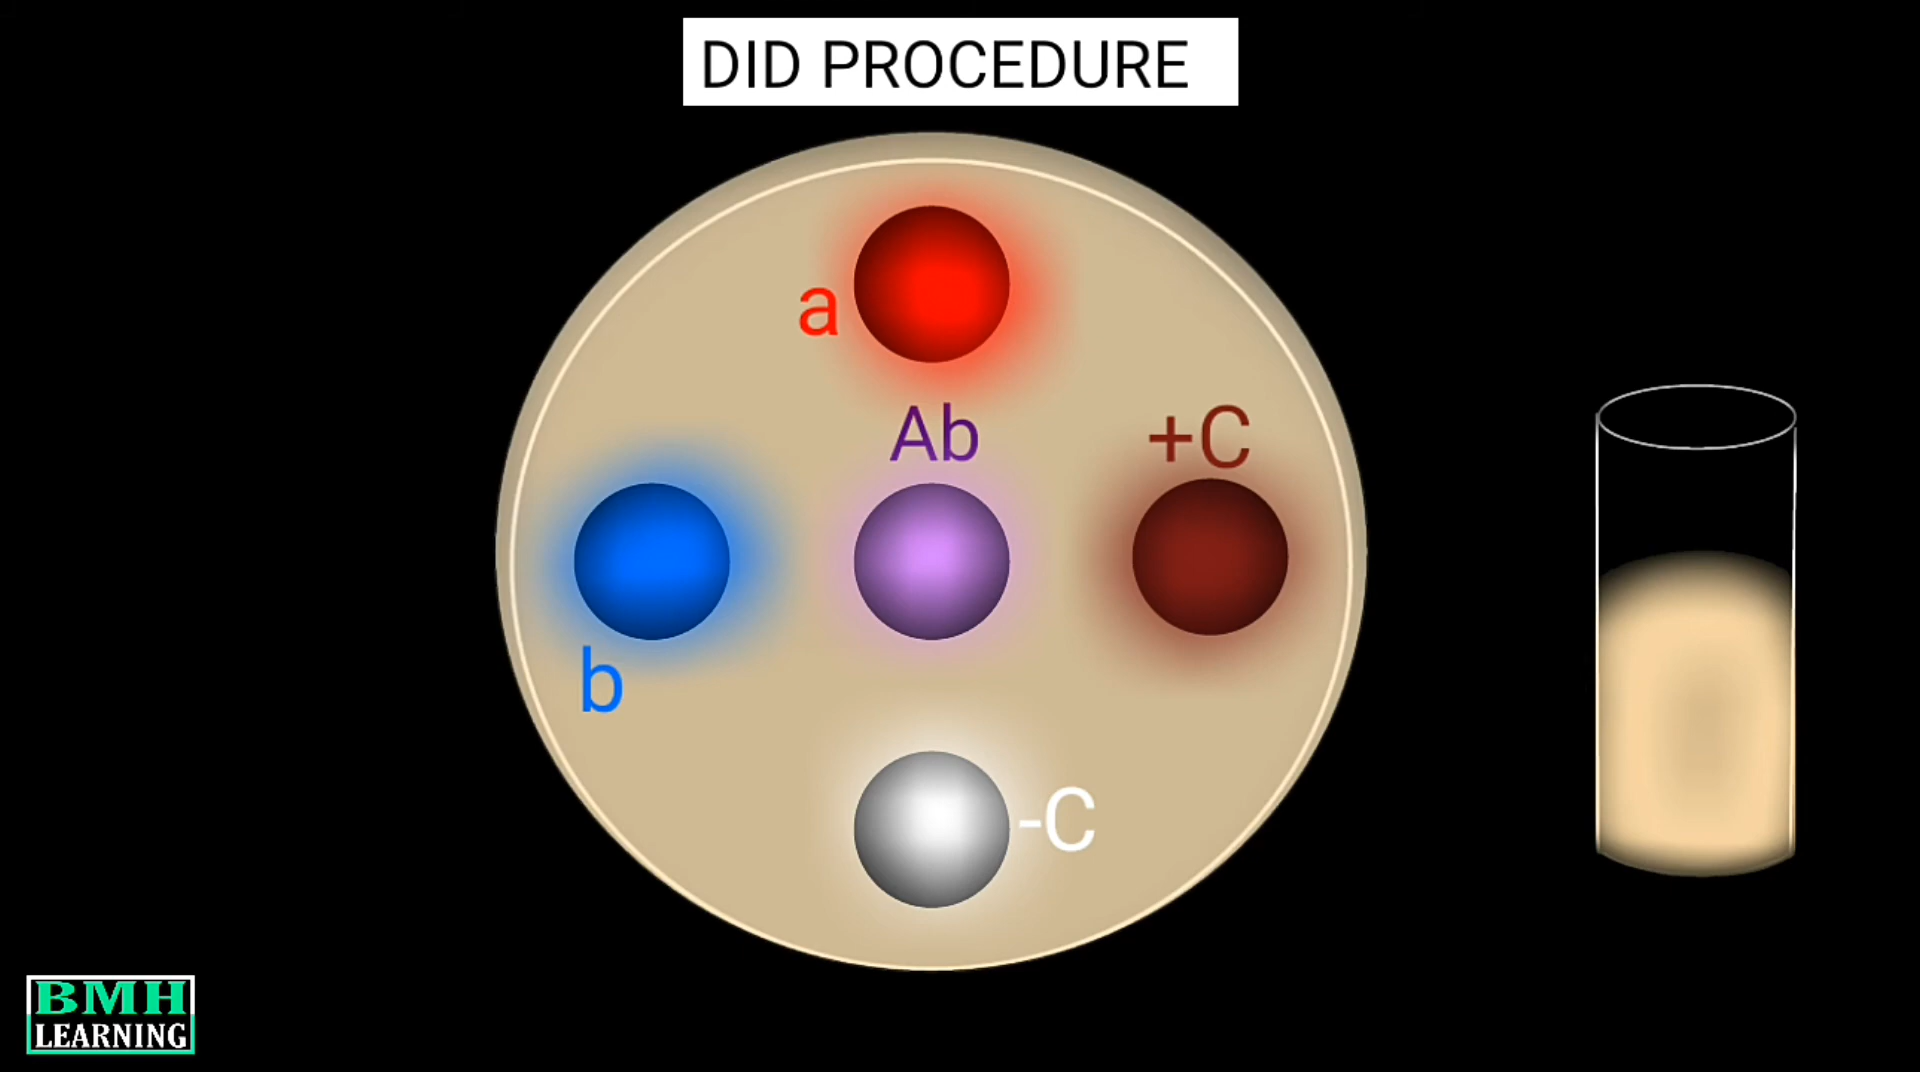 DID PROCEDURE
a
Ab
+C
b
-C
BMH
LEARNING